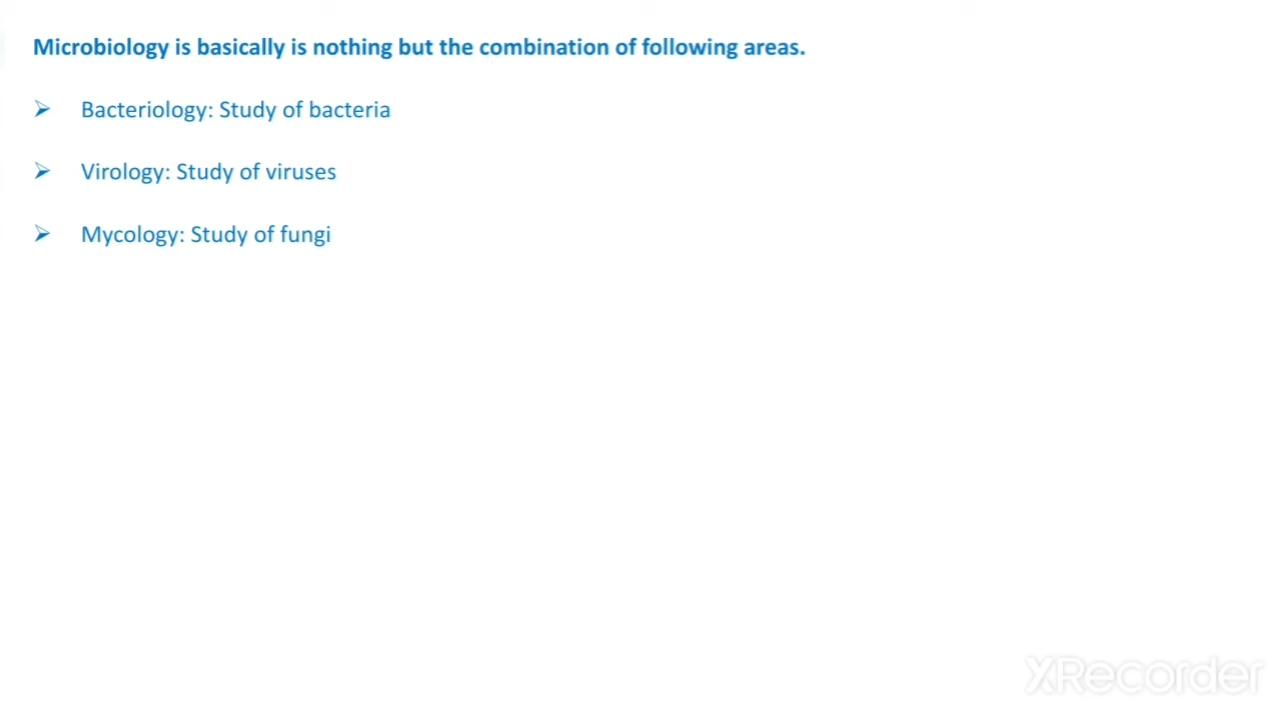 Microbiology is basically is nothing but the combination of following areas.
➢ Bacteriology: Study of bacteria
➢ Virology: Study of viruses
➢ Mycology: Study of fungi
XRecorder